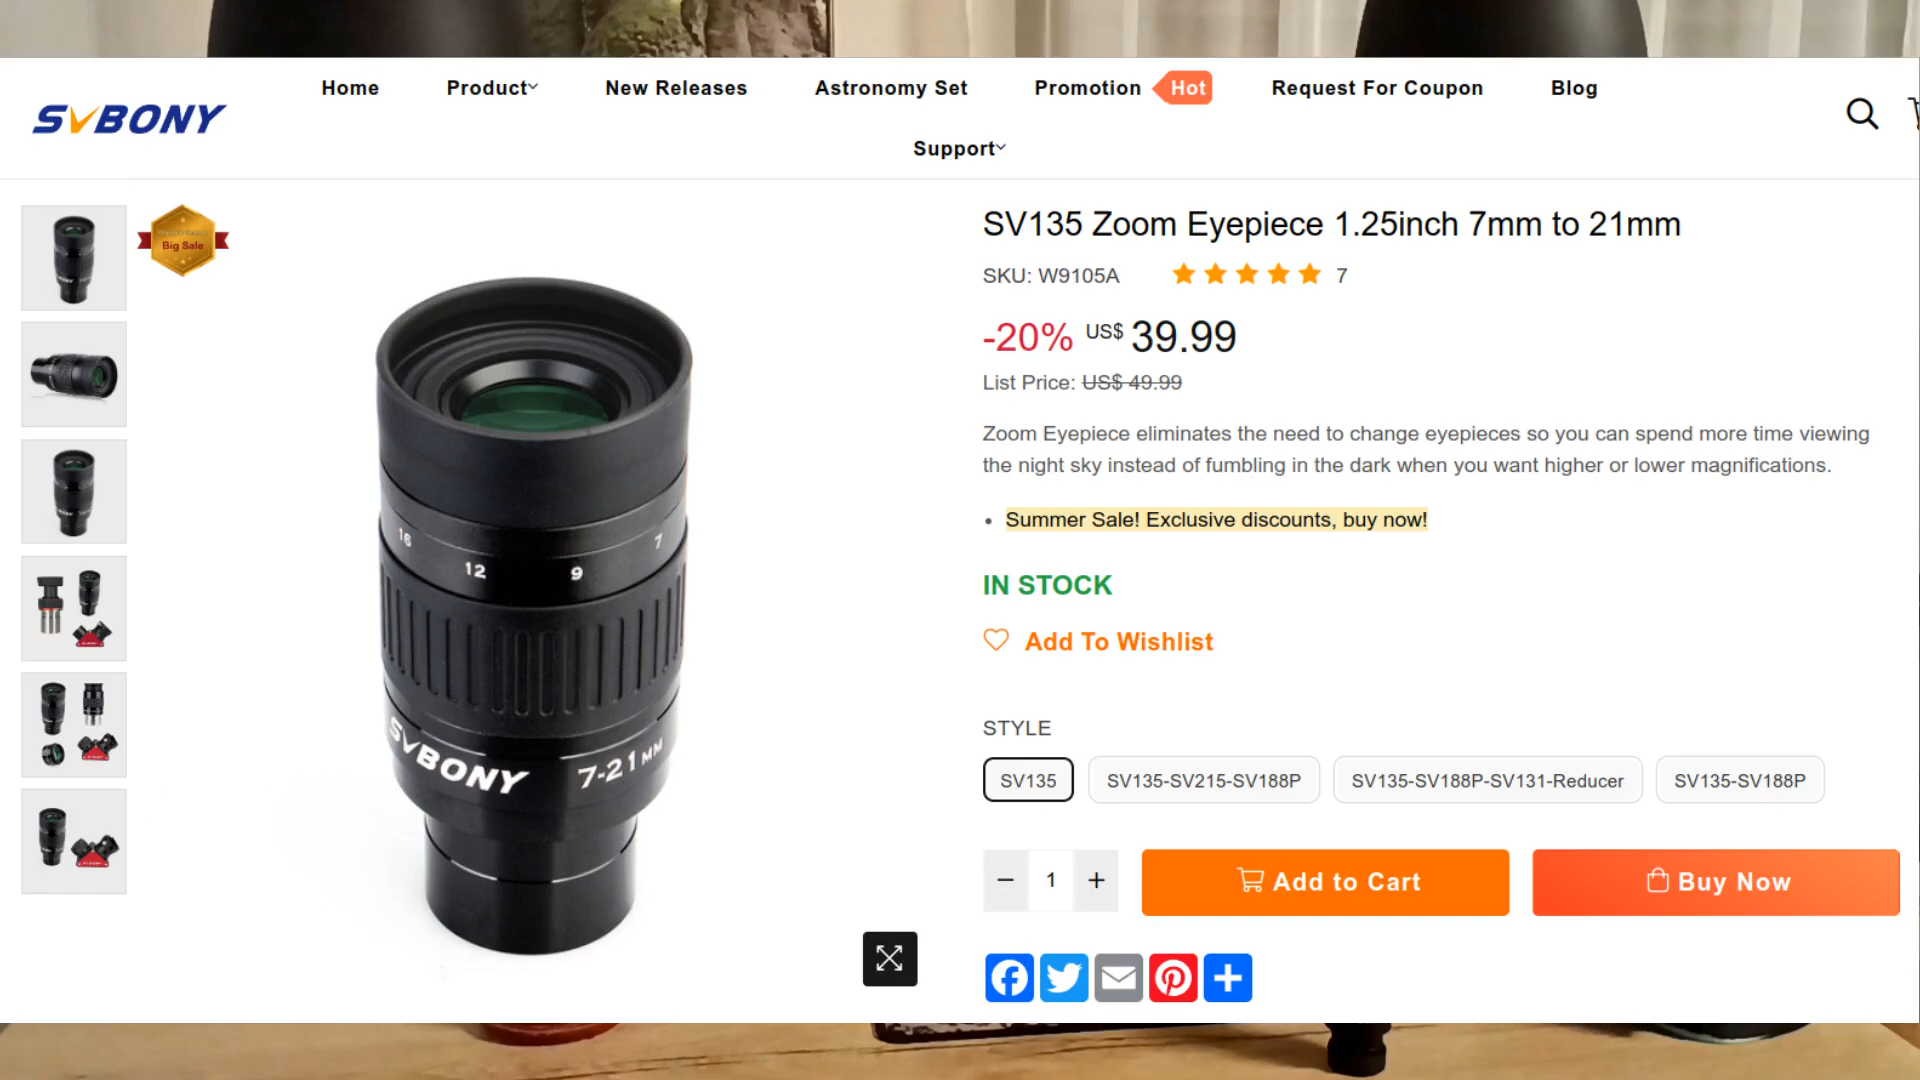 Home
Product
New Releases
Astronomy Set
Promotion
Hot
Request For Coupon
Blog
SVBONY
Support
Big Sale
SV135 Zoom Eyepiece 1.25inch 7mm to 21mm
SKU: W9105A
7
-20% US$ 39.99
List Price: US$ 49.99
Zoom Eyepiece eliminates the need to change eyepieces so you can spend more time viewing
the night sky instead of fumbling in the dark when you want higher or lower magnifications.
Summer Sale! Exclusive discounts, buy now!
IN STOCK
Add To Wishlist
STYLE
SV135
SV135-SV215-SV188P
SV135-SV188P-SV131-Reducer
SV135-SV188P
1
Add to Cart
Buy Now
16
12
9
7
SVBONY
7-21MM